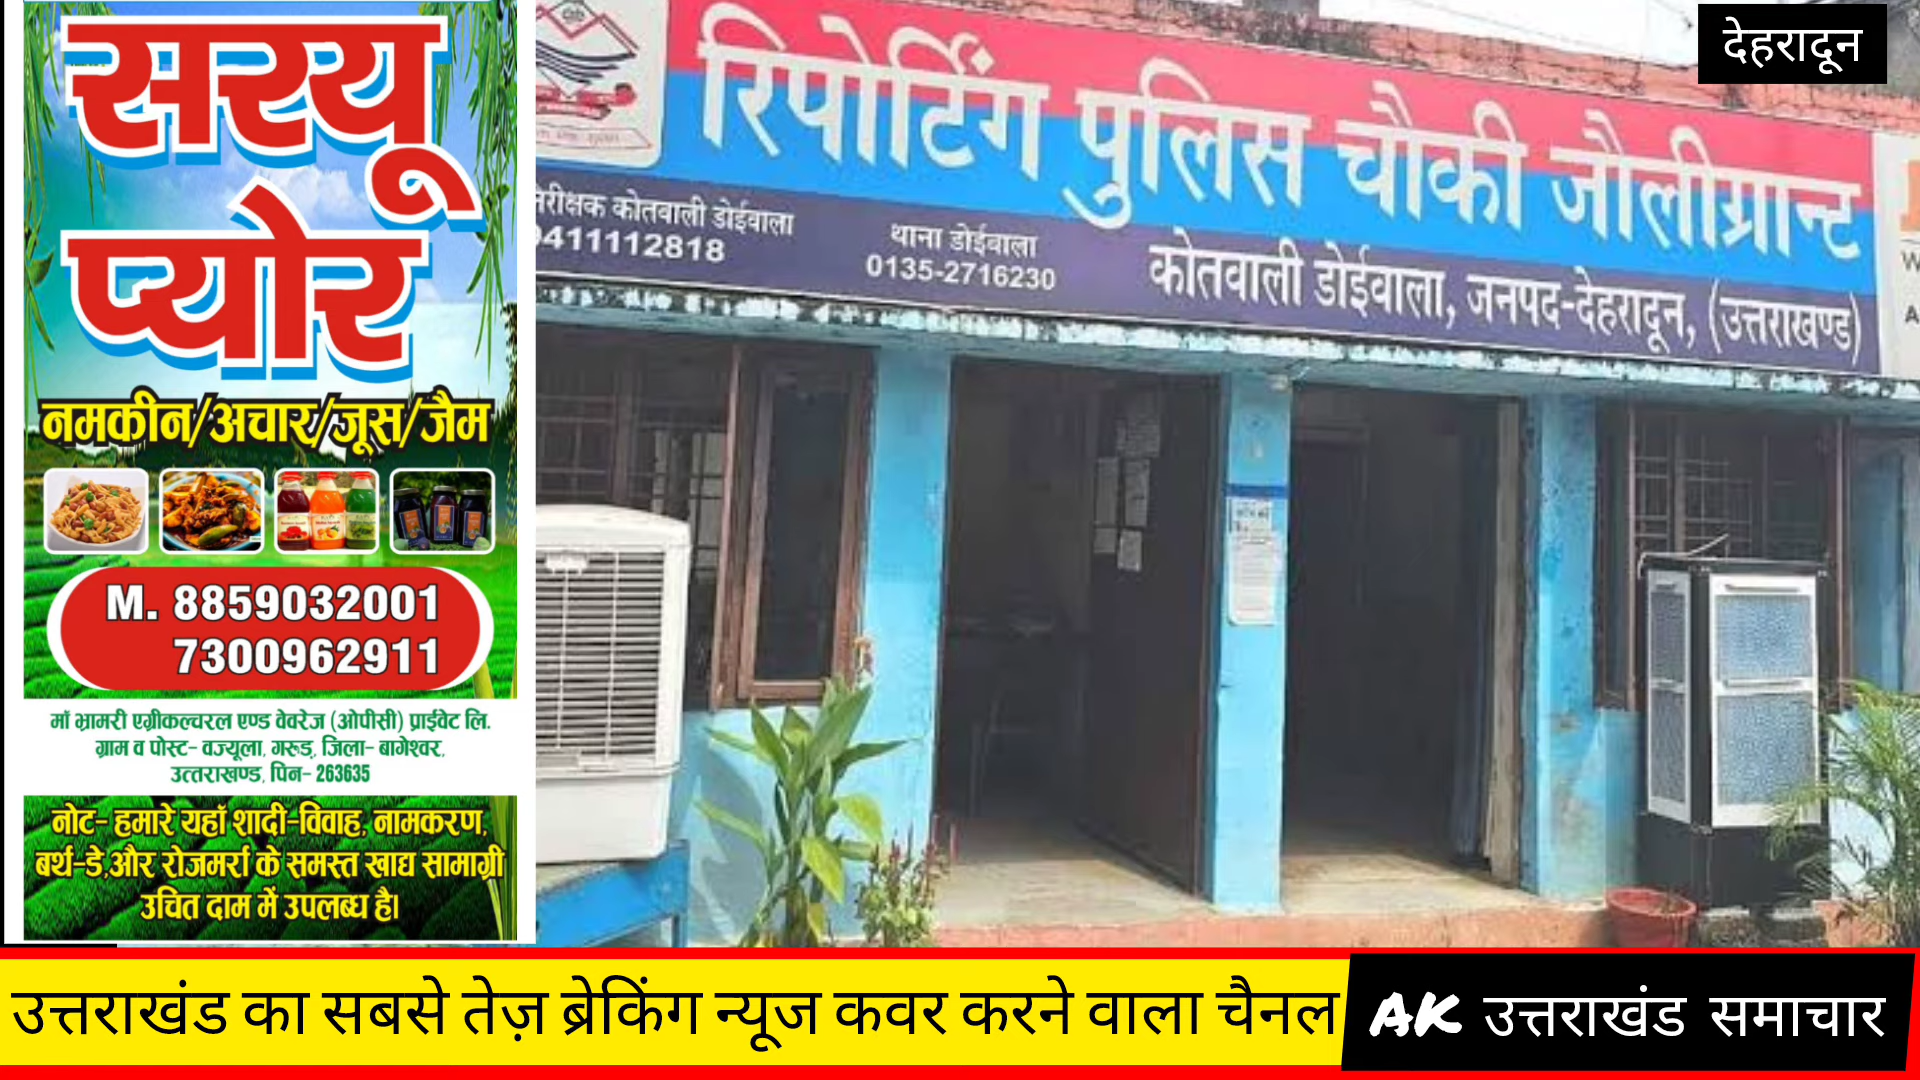 सरयू
प्योर
नमकीन/अचार/जूस/जैम
M. 8859032001
7300962911
माँ भ्रामरी एग्रीकल्चरल एण्ड वेवरेज (ओपीसी) प्राईवेट लि.
ग्राम व पोस्ट- वज्यूला, गरूड़, जिला- बागेश्वर,
उत्तराखण्ड, पिन- 263635
नोट- हमारे यहाँ शादी-विवाह, नामकरण,
बर्थ-डे,और रोजमर्रा के समस्त खाद्य सामाग्री
उचित दाम में उपलब्ध है।
देहरादून
रिपोर्टिंग पुलिस चौकी जौलीग्रान्ट
कोतवाली डोईवाला
9411112818
थाना डोईवाला
0135-2716230
कोतवाली डोईवाला, जनपद-देहरादून, (उत्तराखण्ड)
उत्तराखंड का सबसे तेज़ ब्रेकिंग न्यूज कवर करने वाला चैनल
AK उत्तराखंड समाचार